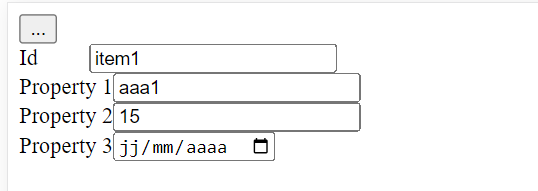 ...
Id item1
Property 1 aaa1
Property 2 15
Property 3 jj/mm/aaaa